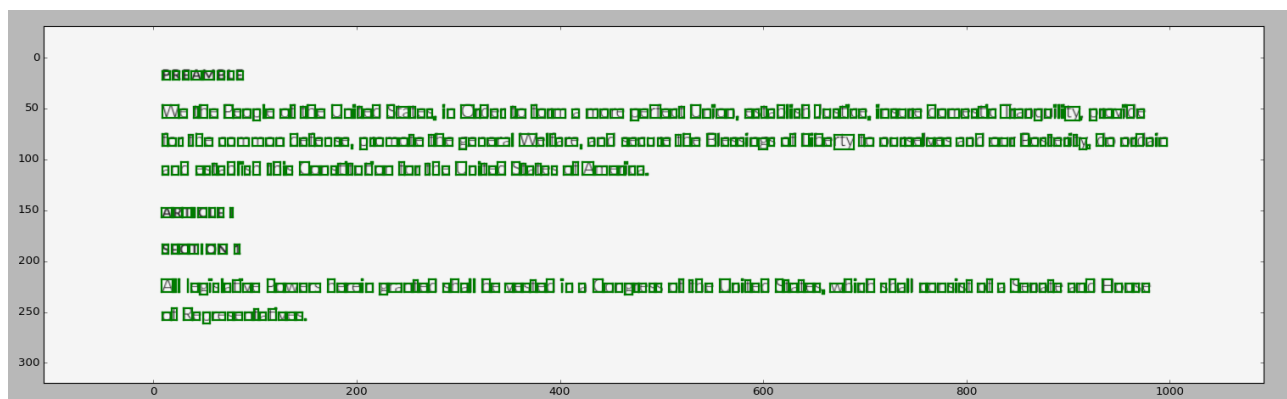 PREAMBLE
We the People of the United States, in Order to form a more perfect Union, establish Justice, insure Domestic Tranquility, provide
for the common defense, promote the general Welfare, and secure the Blessings of Liberty to ourselves and our Posterity, do ordain
and establish this Constitution for the United States of America.
ARTICLE I
SECTION 1
All legislative Powers herein granted shall be vested in a Congress of the United States, which shall consist of a Senate and House
of Representatives.
0
50
100
150
200
250
300
0 200 400 600 800 1000